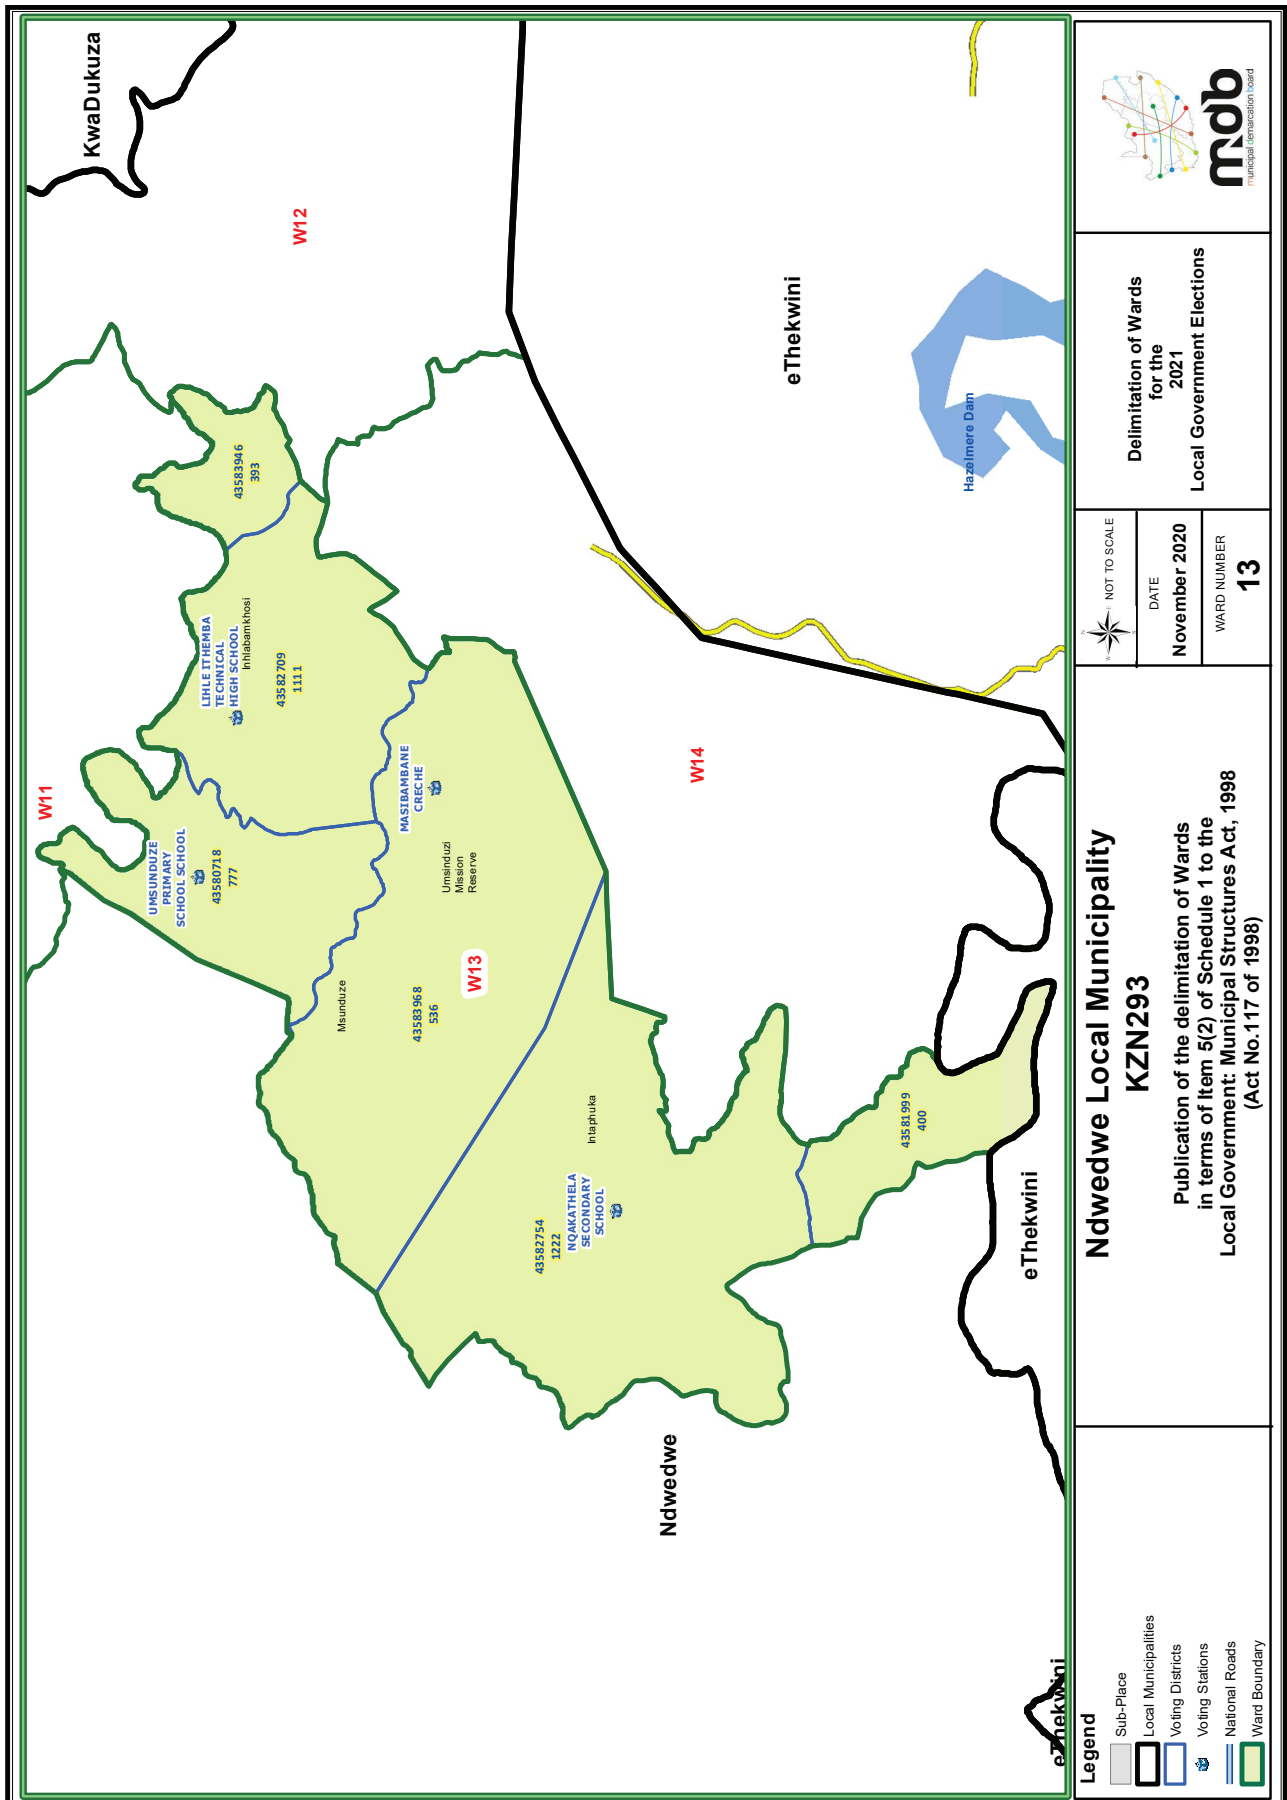 KwaDukuza
W11
W12
43583946
393
LIHLE ITHEMBA
TECHNICAL
HIGH SCHOOL
Inhlabamkhosi
43582709
1111
UMSUNDUZE
PRIMARY
SCHOOL SCHOOL
43580718
777
MASIBAMBANE
CRECHE
Umsinduzi
Mission
Reserve
Msunduze
43583968
536
W13
W14
eThekwini
Hazelmere Dam
Intaphuka
43582754
1222
NQAKATHELA
SECONDARY
SCHOOL
43581999
400
Ndwedwe
eThekwini
eThekwini
Legend
Sub-Place
Local Municipalities
Voting Districts
Voting Stations
National Roads
Ward Boundary
Ndwedwe Local Municipality
KZN293
Publication of the delimitation of Wards
in terms of Item 5(2) of Schedule 1 to the
Local Government: Municipal Structures Act, 1998
(Act No.117 of 1998)
N
W
E
S
NOT TO SCALE
DATE
November 2020
WARD NUMBER
13
Delimitation of Wards
for the
2021
Local Government Elections
mdb
municipal demarcation board